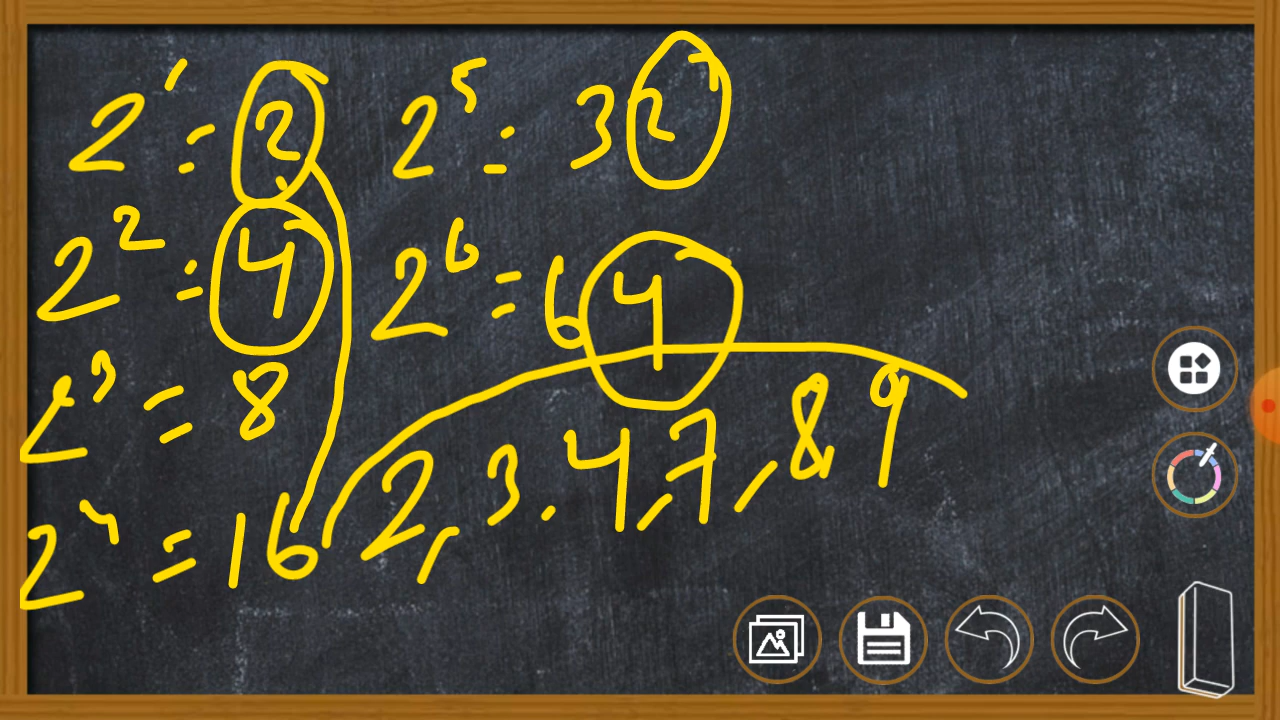 2¹ = 2
2² = 4
2³ = 8
2⁴ = 16
2⁵ = 32
2⁶ = 64
2, 3, 4, 7, 8, 9